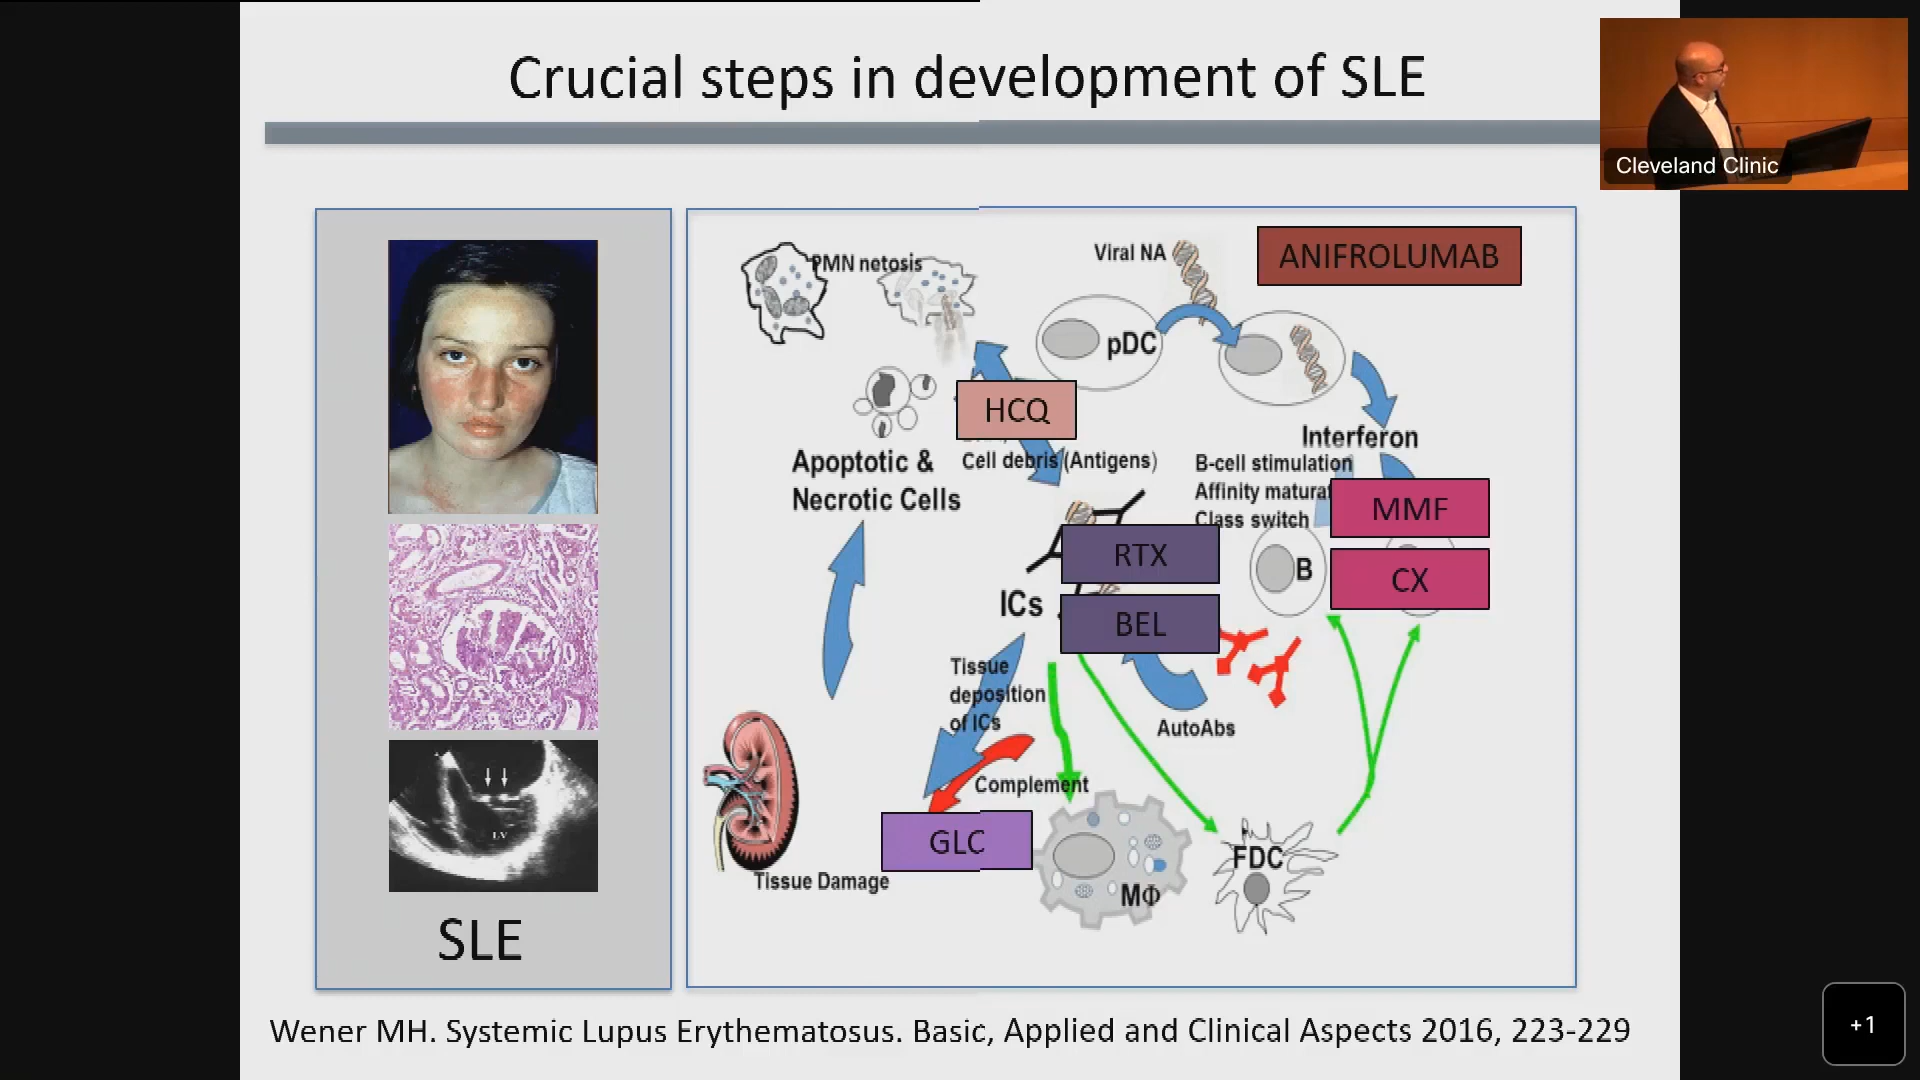 Crucial steps in development of SLE
Cleveland Clinic
PMN netosis
Viral NA
ANIFROLUMAB
pDC
HCQ
Interferon
Apoptotic &
Necrotic Cells
Cell debris (Antigens)
B-cell stimulation
Affinity
Class switch
MMF
RTX
B
CX
ICs
BEL
Tissue
deposition
of ICs
AutoAbs
Complement
GLC
LV
FDC
MΦ
Tissue Damage
SLE
Wener MH. Systemic Lupus Erythematosus. Basic, Applied and Clinical Aspects 2016, 223-229
+1